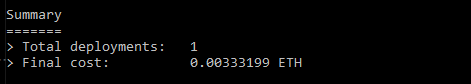 Summary
=======
> Total deployments:   1
> Final cost:          0.00333199 ETH